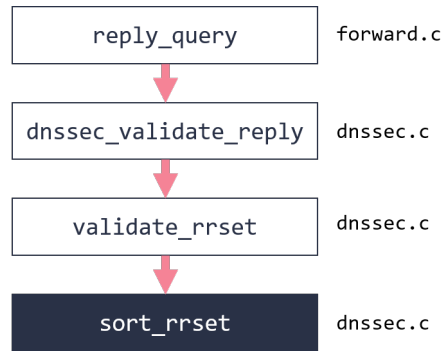 reply_query forward.c
dnssec_validate_reply dnssec.c
validate_rrset dnssec.c
sort_rrset dnssec.c